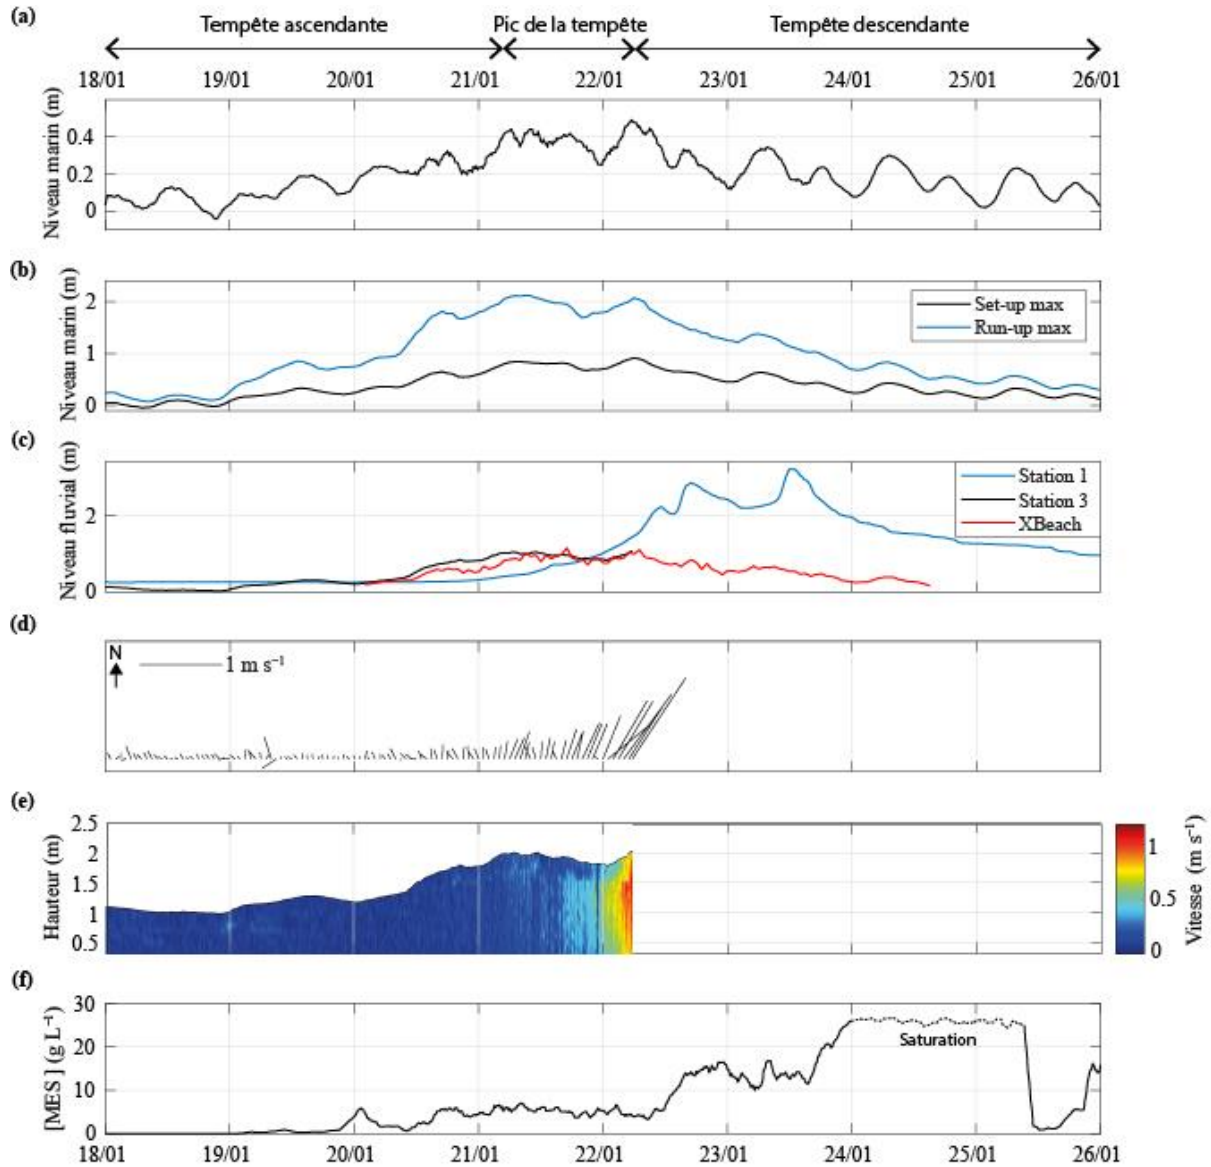 (a)
Tempête ascendante Pic de la tempête Tempête descendante
18/01 19/01 20/01 21/01 22/01 23/01 24/01 25/01 26/01
Niveau marin (m)
0.4
0.2
0
(b)
Niveau marin (m)
2
1
0
Set-up max
Run-up max
(c)
Niveau fluvial (m)
2
0
Station 1
Station 3
XBeach
(d)
N
1 m s⁻¹
(e)
Hauteur (m)
2.5
2
1.5
1
0.5
1
0.5
0
Vitesse (m s⁻¹)
(f)
[MES ] (g L⁻¹)
30
20
10
0
Saturation
18/01 19/01 20/01 21/01 22/01 23/01 24/01 25/01 26/01